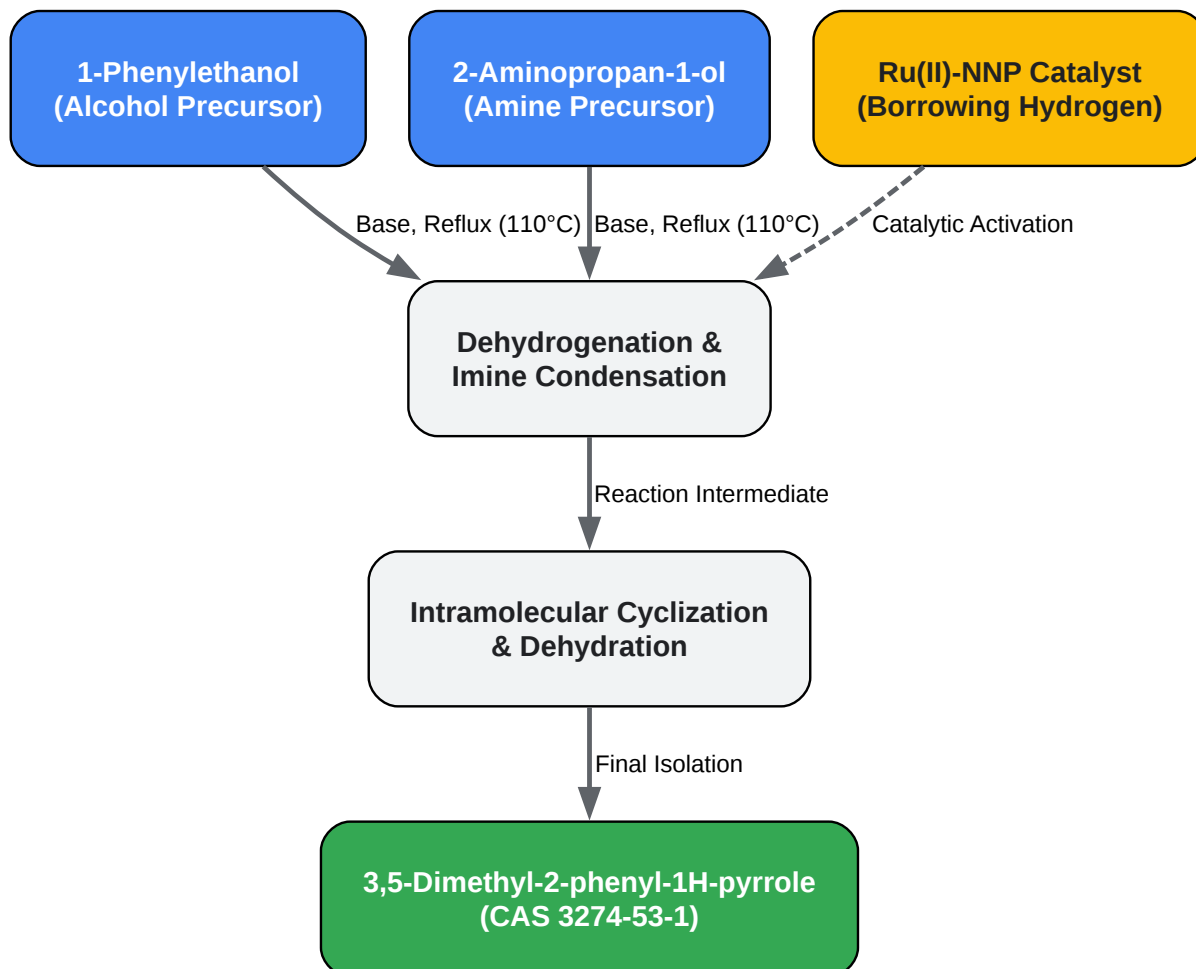 1-Phenylethanol
(Alcohol Precursor)
2-Aminopropan-1-ol
(Amine Precursor)
Ru(II)-NNP Catalyst
(Borrowing Hydrogen)
Base, Reflux (110°C)
Base, Reflux (110°C)
Catalytic Activation
Dehydrogenation &
Imine Condensation
Reaction Intermediate
Intramolecular Cyclization
& Dehydration
Final Isolation
3,5-Dimethyl-2-phenyl-1H-pyrrole
(CAS 3274-53-1)